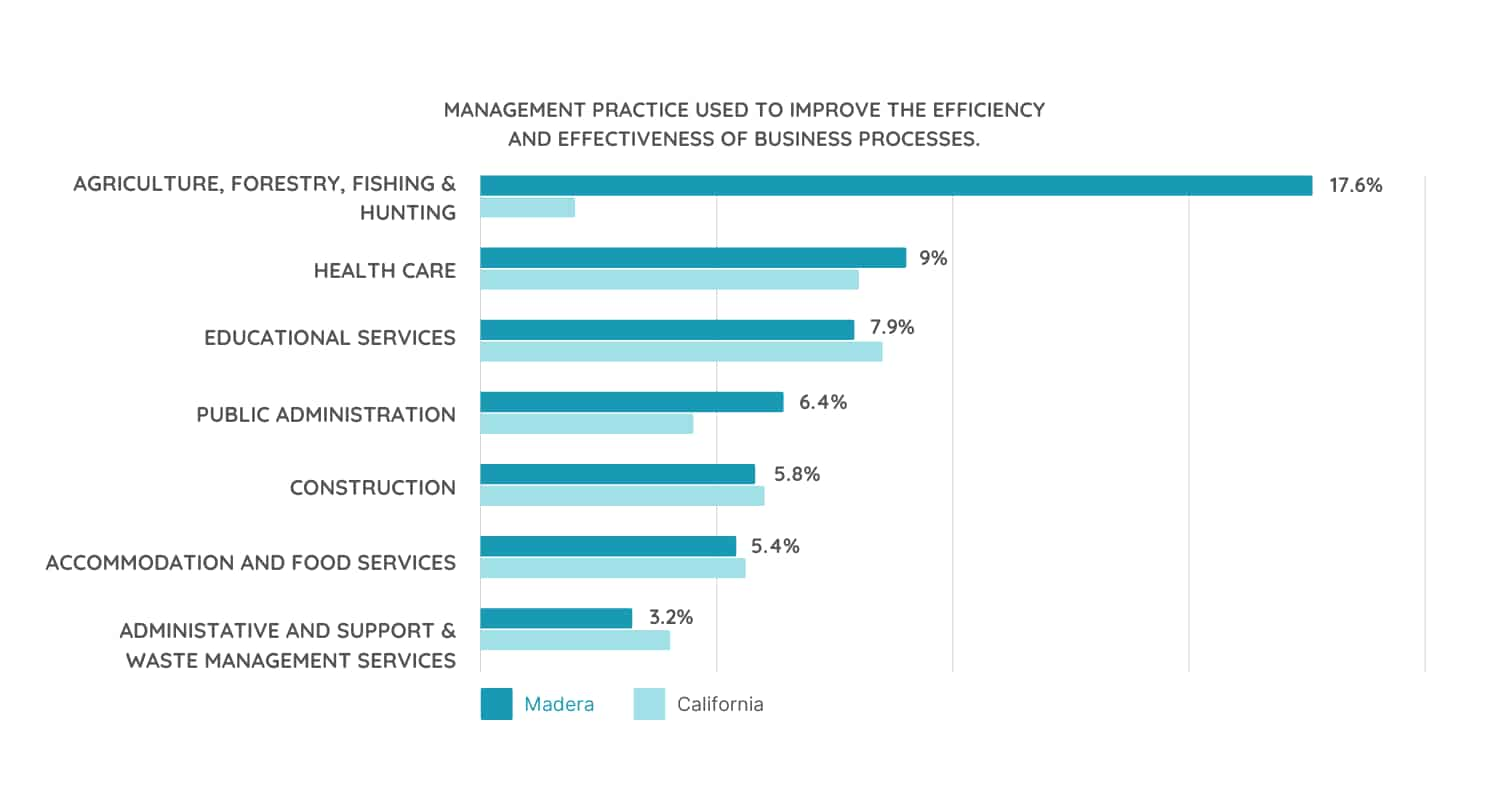 MANAGEMENT PRACTICE USED TO IMPROVE THE EFFICIENCY
AND EFFECTIVENESS OF BUSINESS PROCESSES.
AGRICULTURE, FORESTRY, FISHING &
HUNTING
17.6%
HEALTH CARE
9%
EDUCATIONAL SERVICES
7.9%
PUBLIC ADMINISTRATION
6.4%
CONSTRUCTION
5.8%
ACCOMMODATION AND FOOD SERVICES
5.4%
ADMINISTATIVE AND SUPPORT &
WASTE MANAGEMENT SERVICES
3.2%
Madera
California